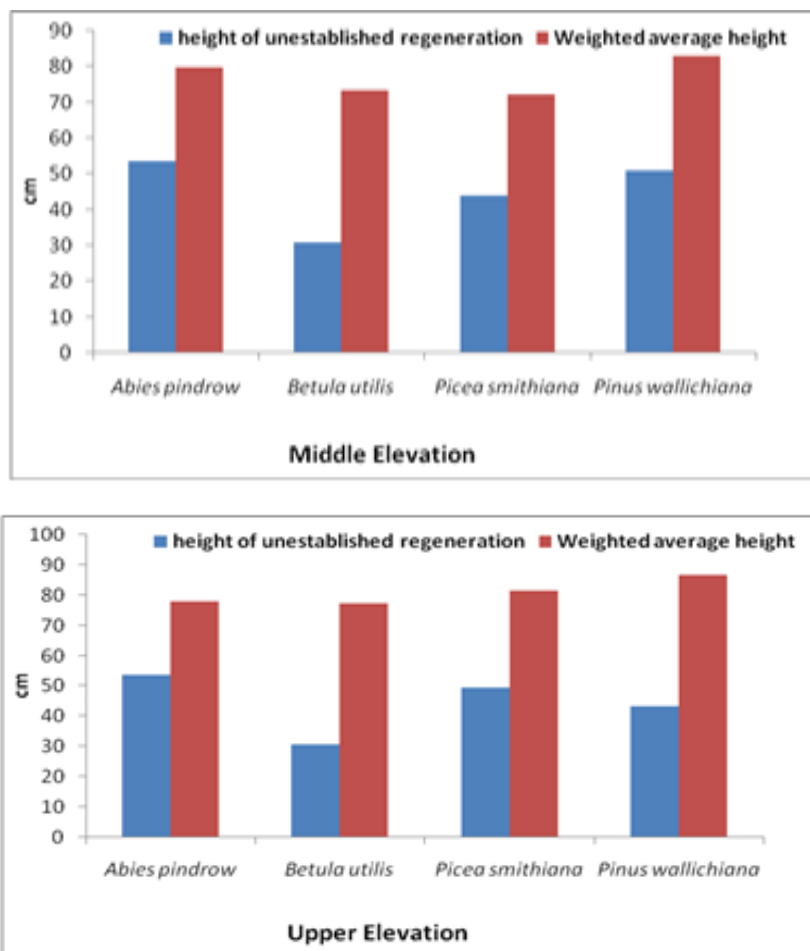 90
height of unestablished regeneration Weighted average height
80
70
60
50
40
30
20
10
0
cm
Abies pindrow Betula utilis Picea smithiana Pinus wallichiana
Middle Elevation
100
height of unestablished regeneration Weighted average height
90
80
70
60
50
40
30
20
10
0
cm
Abies pindrow Betula utilis Picea smithiana Pinus wallichiana
Upper Elevation